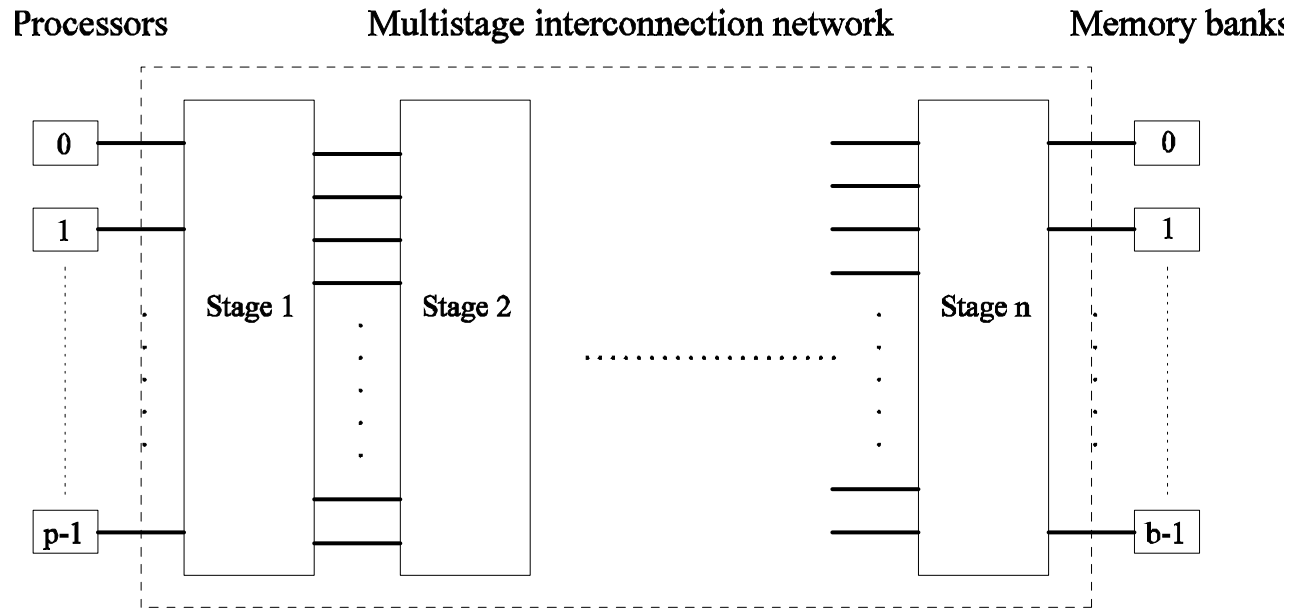 Processors Multistage interconnection network Memory banks
0 0
1 1
Stage 1 Stage 2 Stage n
p-1 b-1